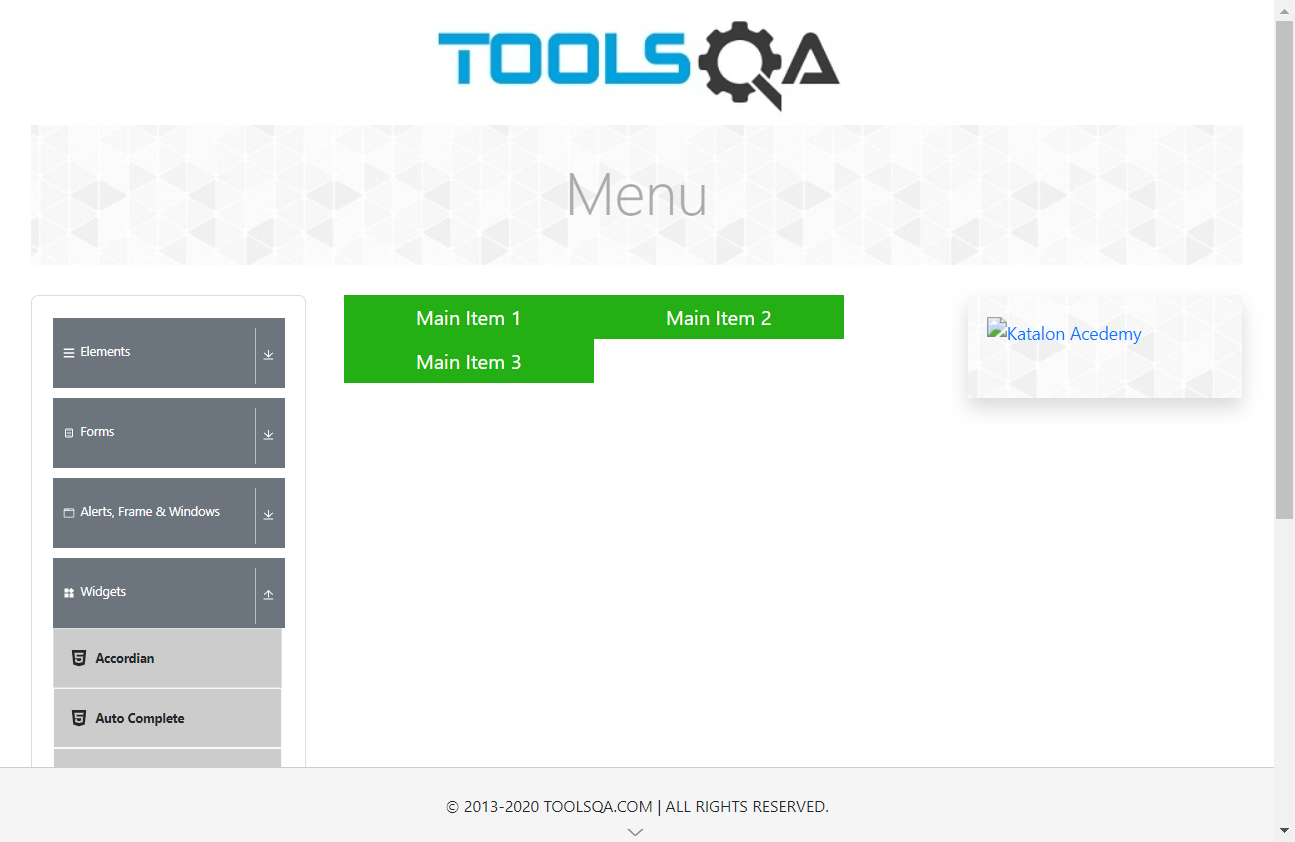 TOOLSQA
Menu
Elements
Forms
Alerts, Frame & Windows
Widgets
Accordian
Auto Complete
Main Item 1
Main Item 2
Main Item 3
Katalon Acedemy
© 2013-2020 TOOLSQA.COM | ALL RIGHTS RESERVED.